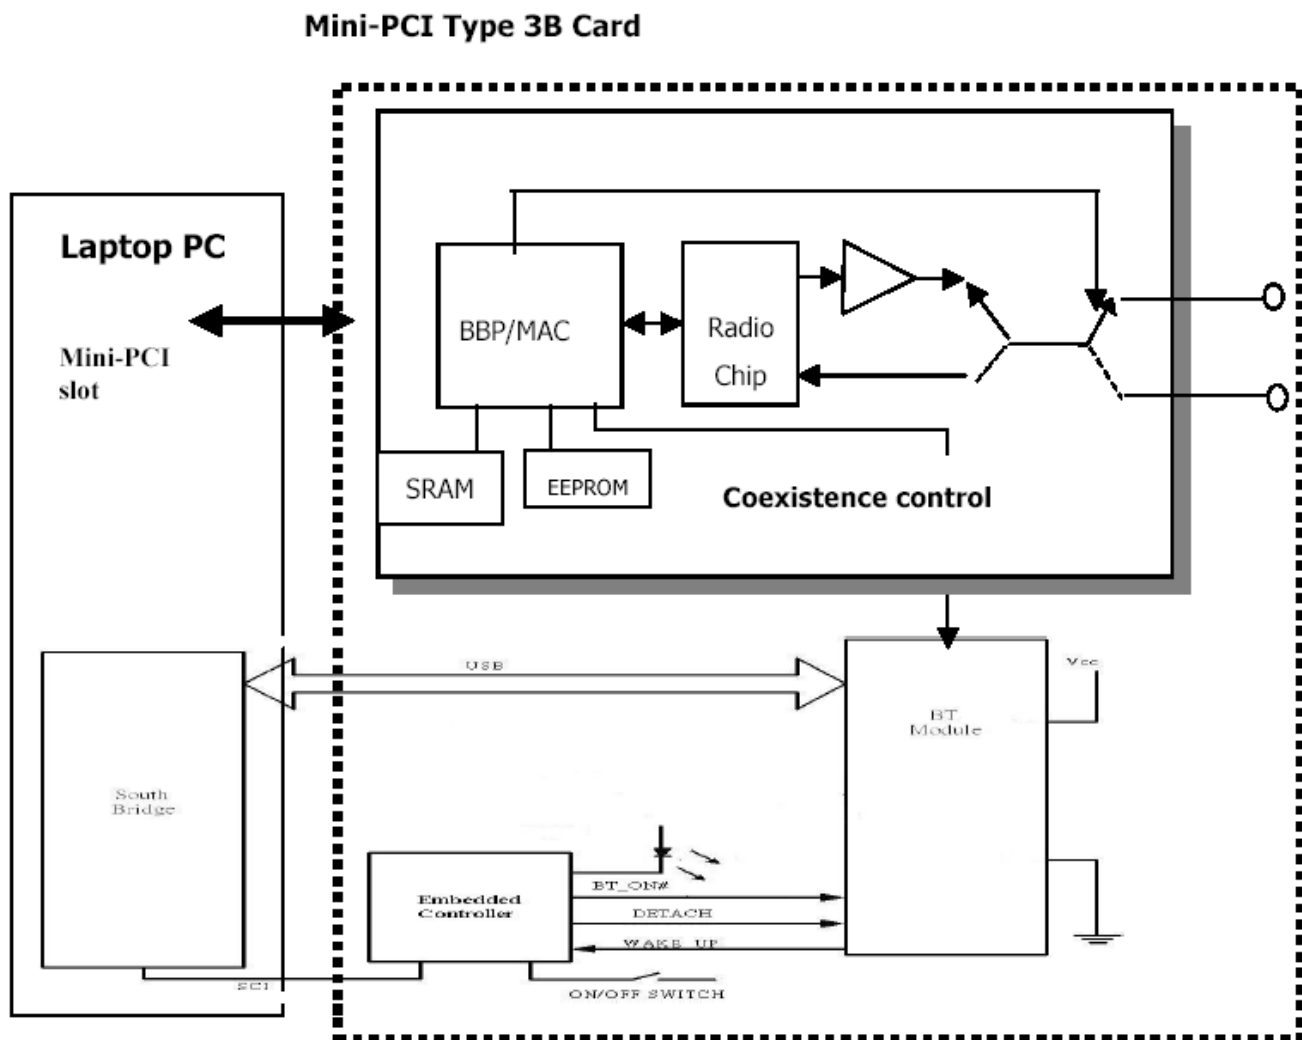 Mini-PCI Type 3B Card
Laptop PC
Mini-PCI
slot
BBP/MAC
Radio
Chip
SRAM
EEPROM
Coexistence control
USB
Vcc
BT
Module
South
Bridge
Embedded
Controller
BT_ON#
DETACH
WAKE_UP
SCI
ON/OFF SWITCH